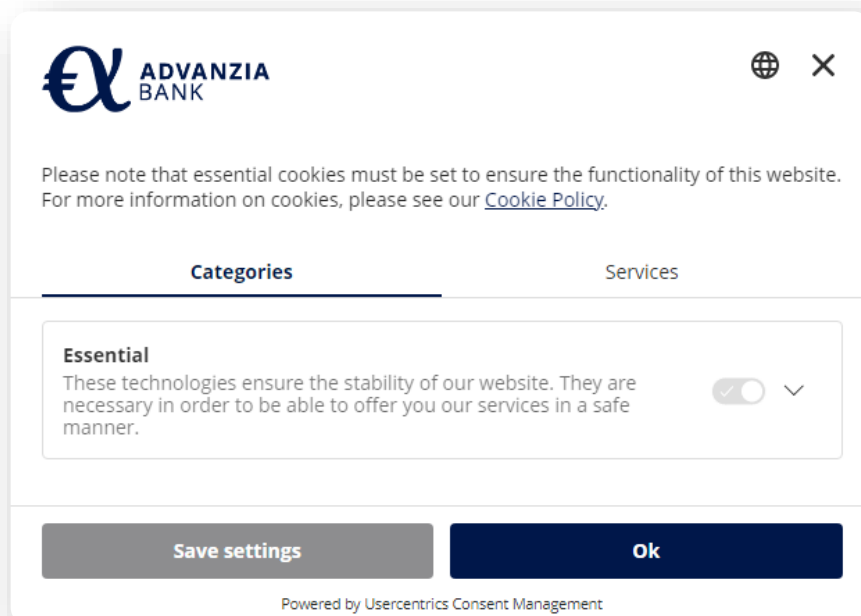 ADVANZIA
BANK
Please note that essential cookies must be set to ensure the functionality of this website.
For more information on cookies, please see our Cookie Policy.
Categories
Services
Essential
These technologies ensure the stability of our website. They are
necessary in order to be able to offer you our services in a safe
manner.
Save settings
Ok
Powered by Usercentrics Consent Management